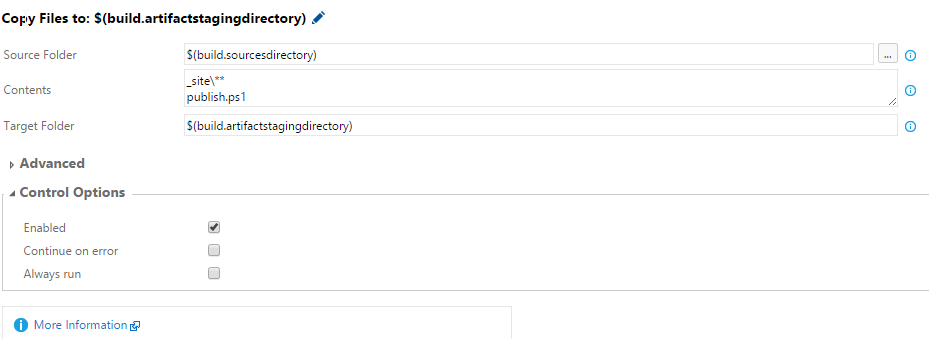 Copy Files to: $(build.artifactstagingdirectory)
Source Folder
$(build.sourcesdirectory)
...
Contents
_site\**
publish.ps1
Target Folder
$(build.artifactstagingdirectory)
Advanced
Control Options
Enabled
Continue on error
Always run
More Information